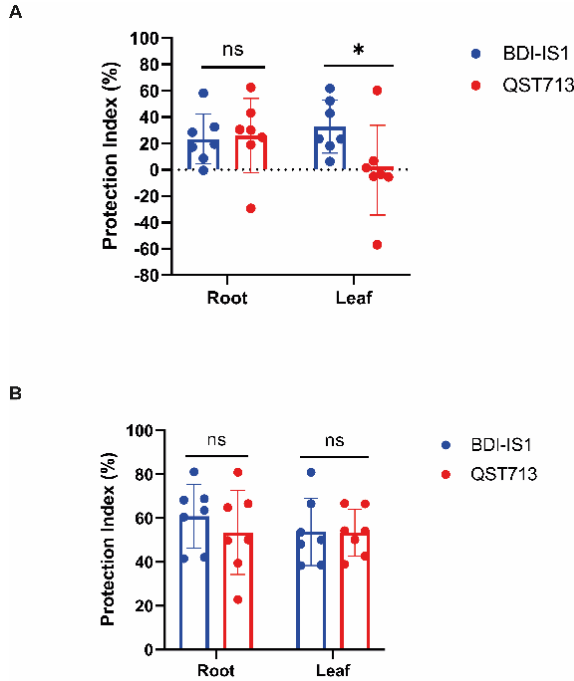 A
Protection Index (%)
100
80
60
40
20
0
-20
-40
-60
-80
ns
*
Root
Leaf
BDI-IS1
QST713
B
Protection Index (%)
100
80
60
40
20
0
ns
ns
Root
Leaf
BDI-IS1
QST713